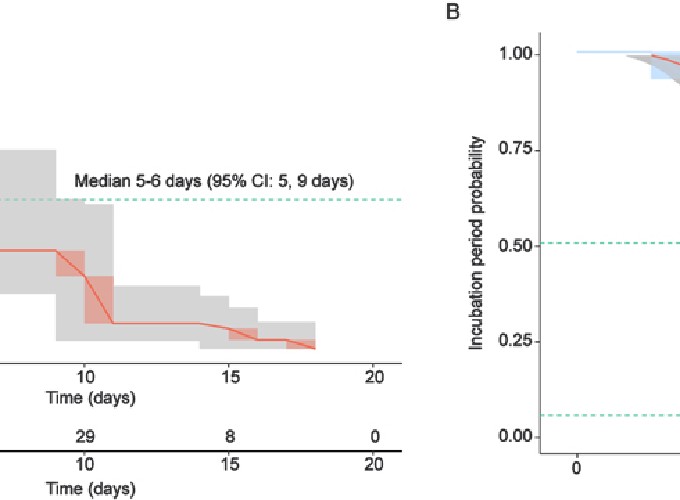 Median 5-6 days (95% CI: 5, 9 days)
10 15 20
Time (days)
29 8 0
10 15 20
Time (days)
B
Incubation period probability
1.00
0.75
0.50
0.25
0.00
0